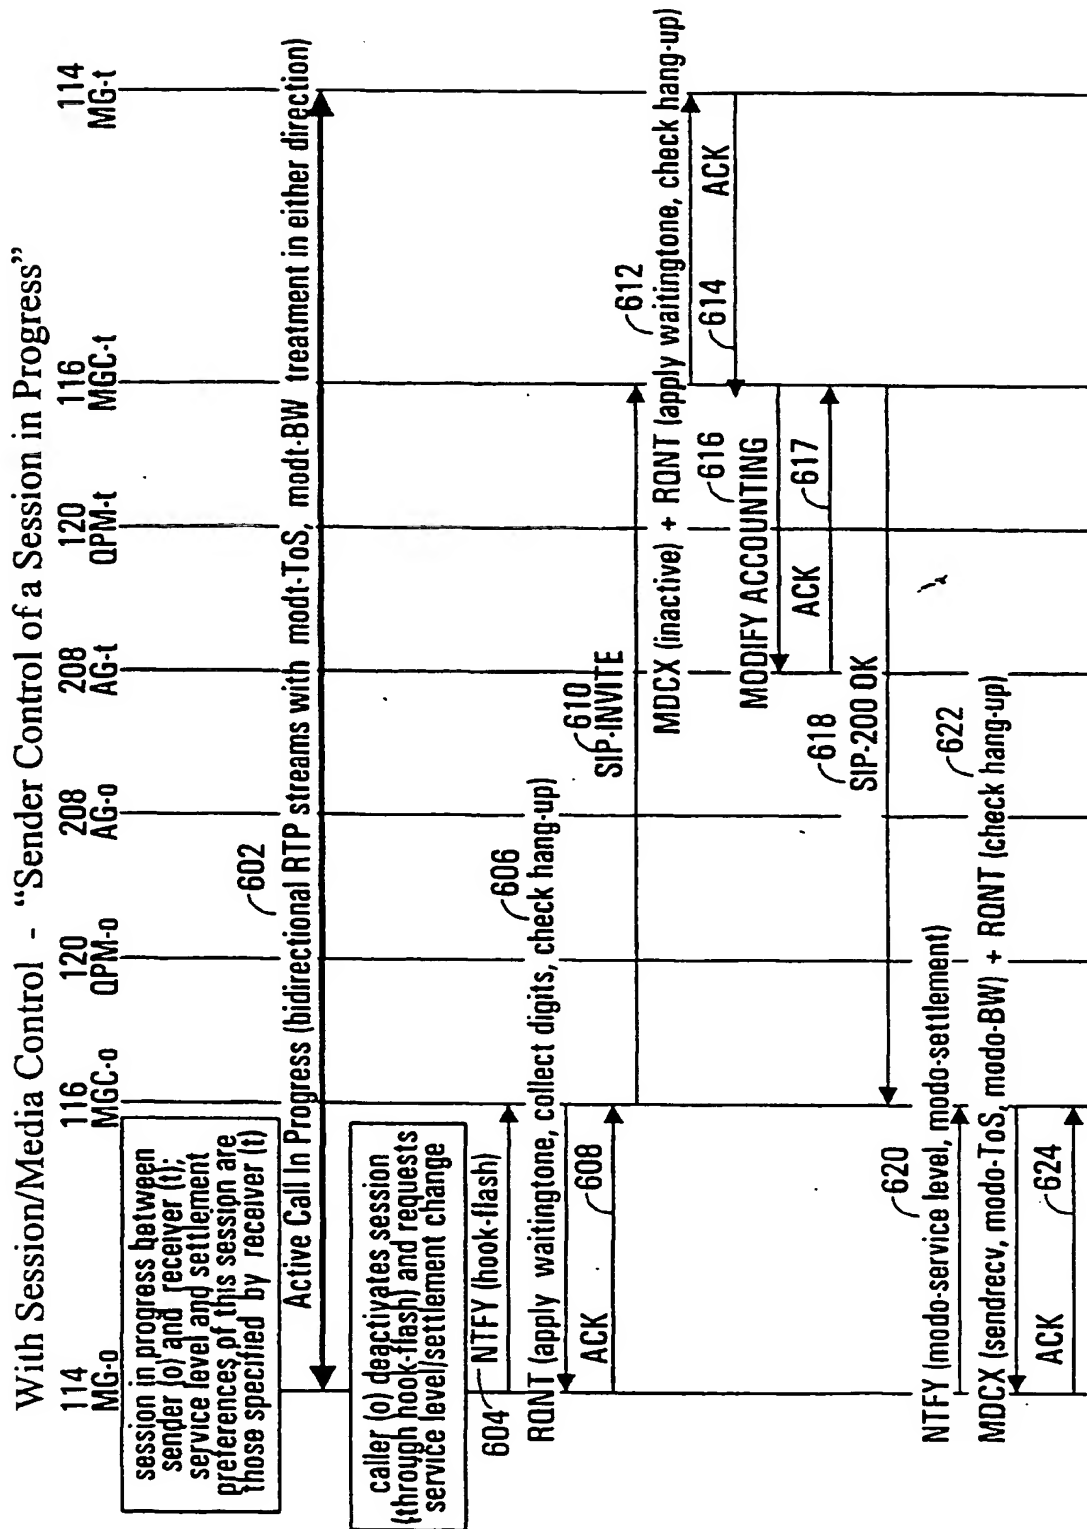 With Session/Media Control - “Sender Control of a Session in Progress”
114
MG-o
116
MGC-o
120
QPM-o
208
AG-o
208
AG-t
120
QPM-t
116
MGC-t
114
MG-t
session in progress between
sender (o) and receiver (t);
service level and settlement
preferences of this session are
those specified by receiver (t)
602
Active Call In Progress (bidirectional RTP streams with modt-ToS, modt-BW treatment in either direction)
caller (o) deactivates session
(through hook-flash) and requests
service level/settlement change
604
NTFY (hook-flash)
606
RQNT (apply waitingtone, collect digits, check hang-up)
ACK
608
610
SIP-INVITE
612
MDCX (inactive) + RQNT (apply waitingtone, check hang-up)
614
ACK
616
MODIFY ACCOUNTING
ACK
617
618
SIP-200 OK
620
NTFY (modo-service level, modo-settlement)
622
MDCX (sendrecv, modo-ToS, modo-BW) + RQNT (check hang-up)
ACK
624